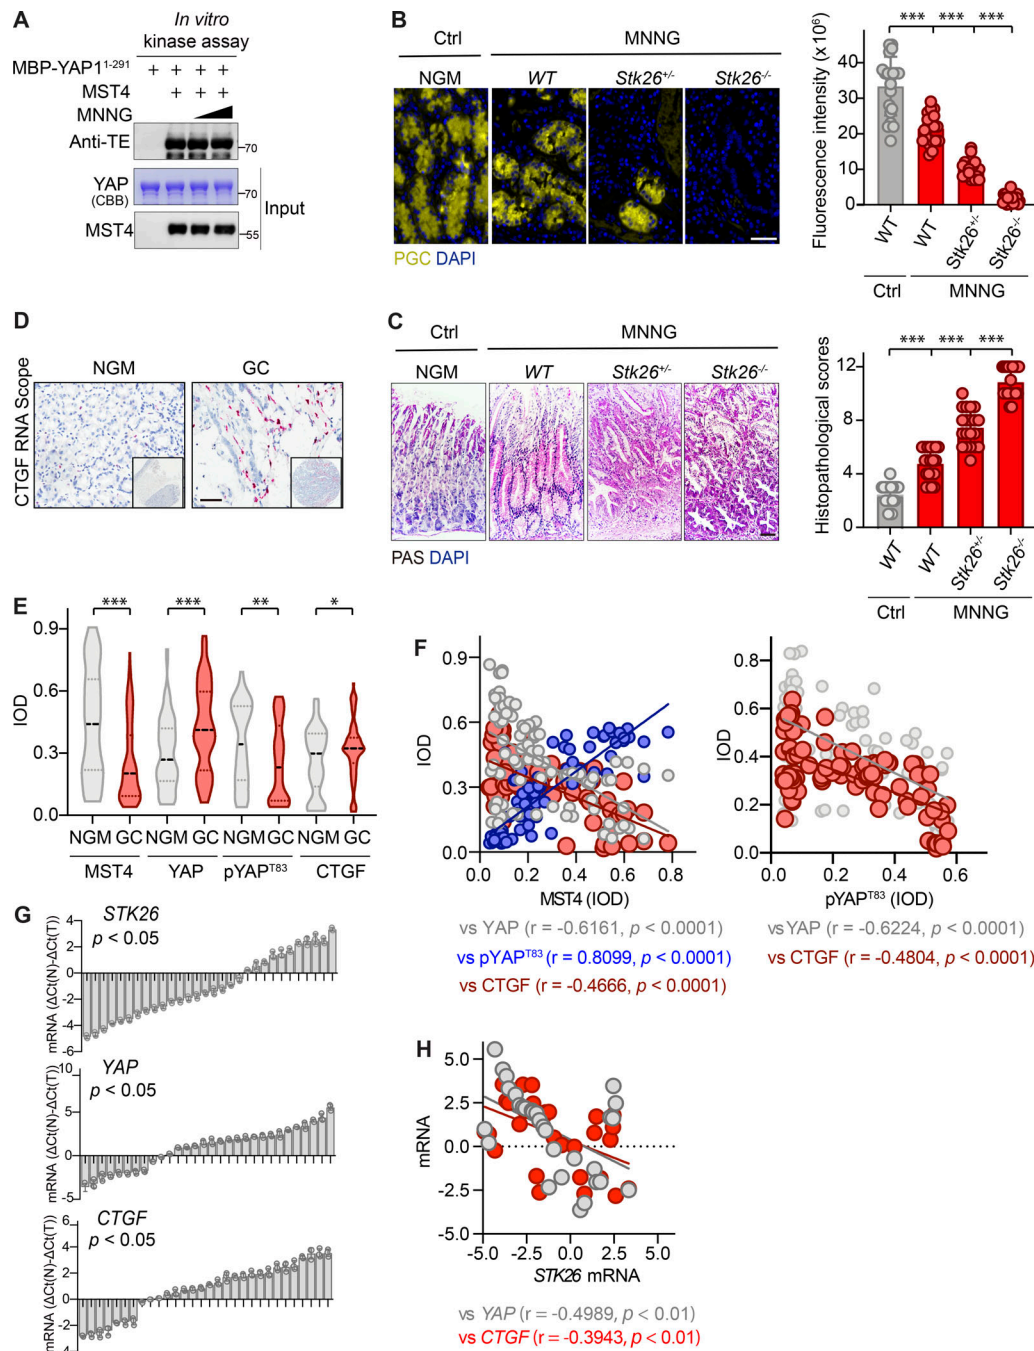 A
In vitro
kinase assay
MBP-YAP1¹⁻²⁹¹ + + + +
MST4 + + +
MNNG
Anti-TE
70
YAP
(CBB)
70
MST4
55
Input
B
Ctrl MNNG
NGM WT Stk26⁺/⁻ Stk26⁻/⁻
PGC DAPI
Fluorescence intensity (x 10⁶)
*** *** ***
40
30
20
10
0
WT WT Stk26⁺/⁻ Stk26⁻/⁻
Ctrl MNNG
D
CTGF RNA Scope
NGM GC
C
Ctrl MNNG
NGM WT Stk26⁺/⁻ Stk26⁻/⁻
PAS DAPI
Histopathological scores
*** *** ***
12
8
4
0
WT WT Stk26⁺/⁻ Stk26⁻/⁻
Ctrl MNNG
E
*** *** ** *
IOD
0.9
0.6
0.3
0.0
NGM GC NGM GC NGM GC NGM GC
MST4 YAP pYAPᵀ⁸³ CTGF
F
IOD
0.9
0.6
0.3
0.0
0.0 0.2 0.4 0.6 0.8
MST4 (IOD)
vs YAP (r = -0.6161, p < 0.0001)
vs pYAPᵀ⁸³ (r = 0.8099, p < 0.0001)
vs CTGF (r = -0.4666, p < 0.0001)
IOD
0.8
0.6
0.4
0.2
0.0
0.0 0.2 0.4 0.6
pYAPᵀ⁸³ (IOD)
vs YAP (r = -0.6224, p < 0.0001)
vs CTGF (r = -0.4804, p < 0.0001)
G
STK26
p < 0.05
mRNA (ΔCt(N)-ΔCt(T))
4
2
0
-2
-4
-6
YAP
p < 0.05
mRNA (ΔCt(N)-ΔCt(T))
10
5
0
-5
CTGF
p < 0.05
mRNA (ΔCt(N)-ΔCt(T))
6
4
2
0
-2
-4
H
mRNA
5.0
2.5
0.0
-2.5
-5.0
-5.0 -2.5 0.0 2.5 5.0
STK26 mRNA
vs YAP (r = -0.4989, p < 0.01)
vs CTGF (r = -0.3943, p < 0.01)